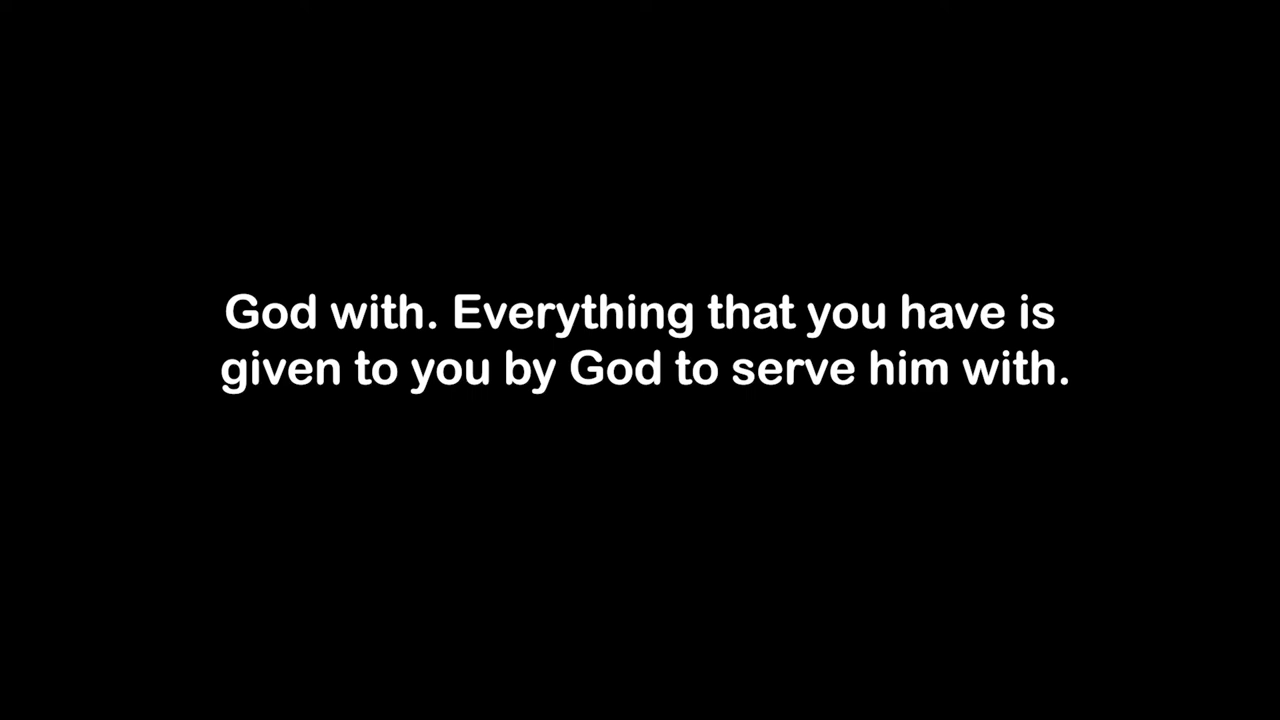 God with. Everything that you have is
given to you by God to serve him with.